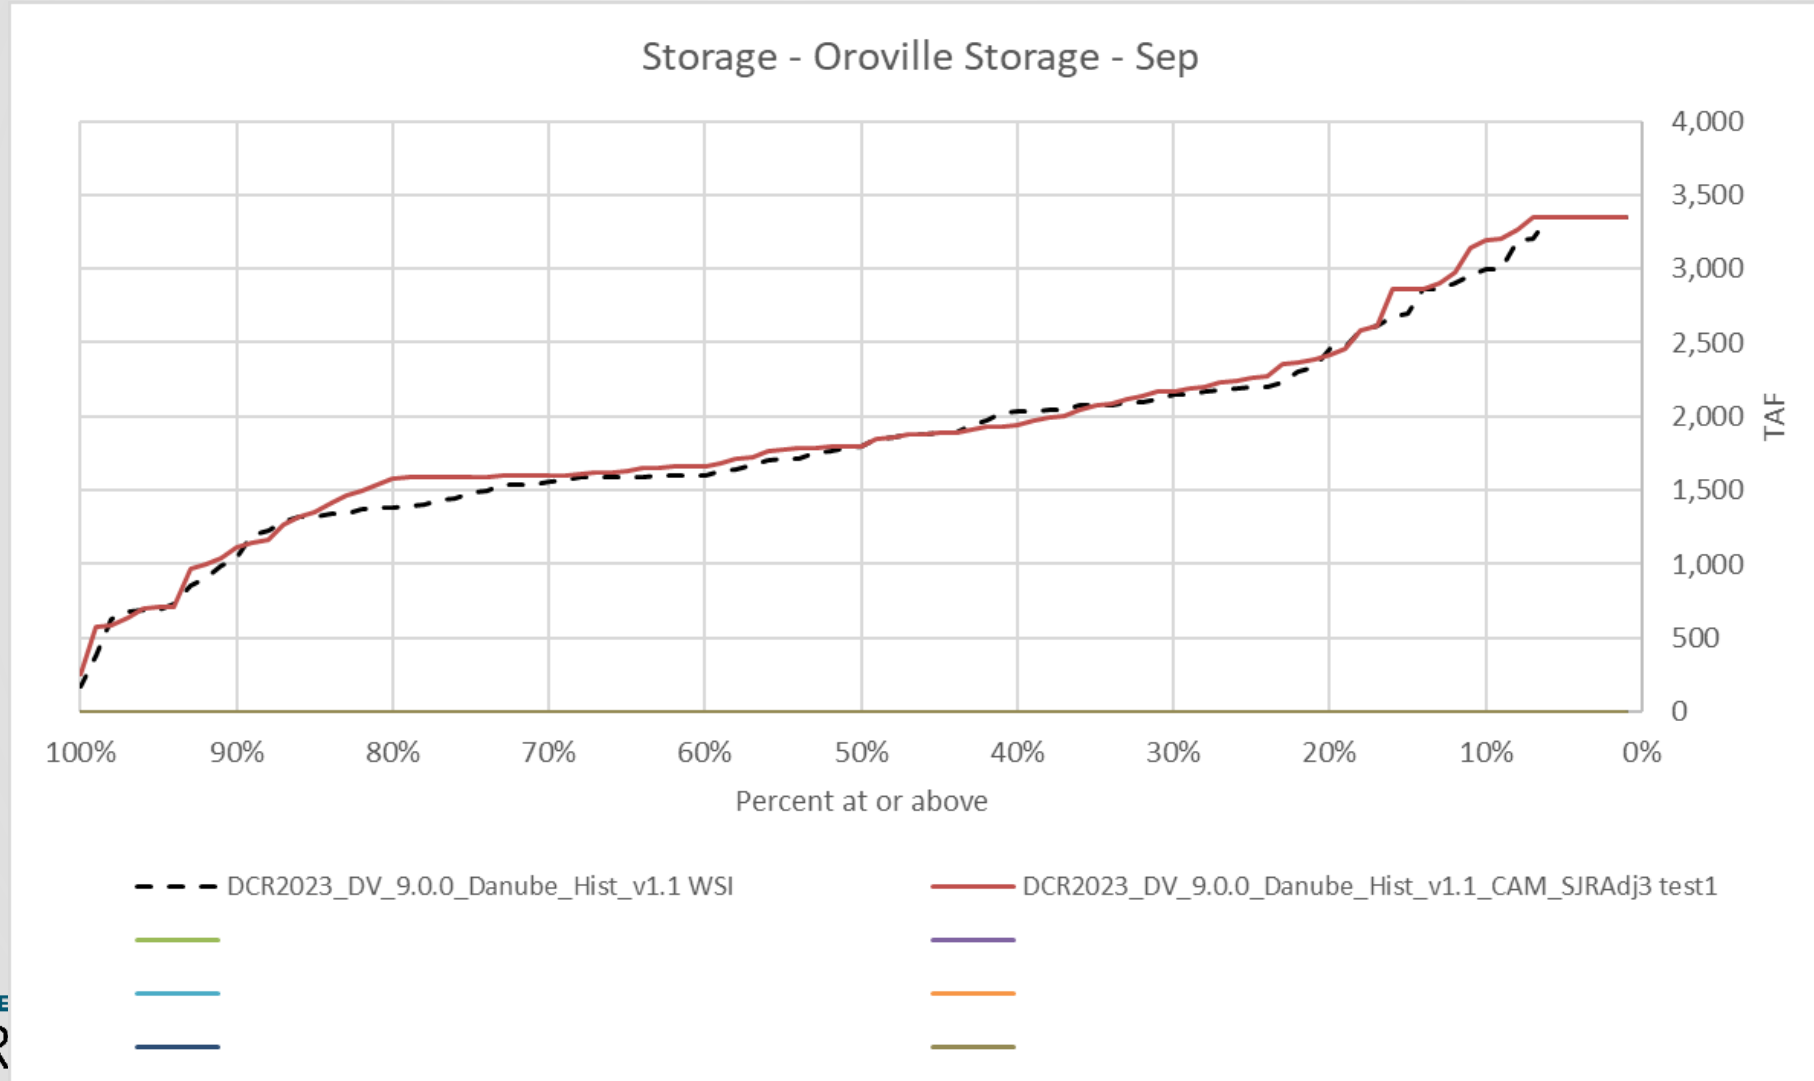 Storage - Oroville Storage - Sep
4,000
3,500
3,000
2,500
2,000
1,500
1,000
500
0
TAF
100% 90% 80% 70% 60% 50% 40% 30% 20% 10% 0%
Percent at or above
DCR2023_DV_9.0.0_Danube_Hist_v1.1 WSI
DCR2023_DV_9.0.0_Danube_Hist_v1.1_CAM_SJRAdj3 test1
E
R